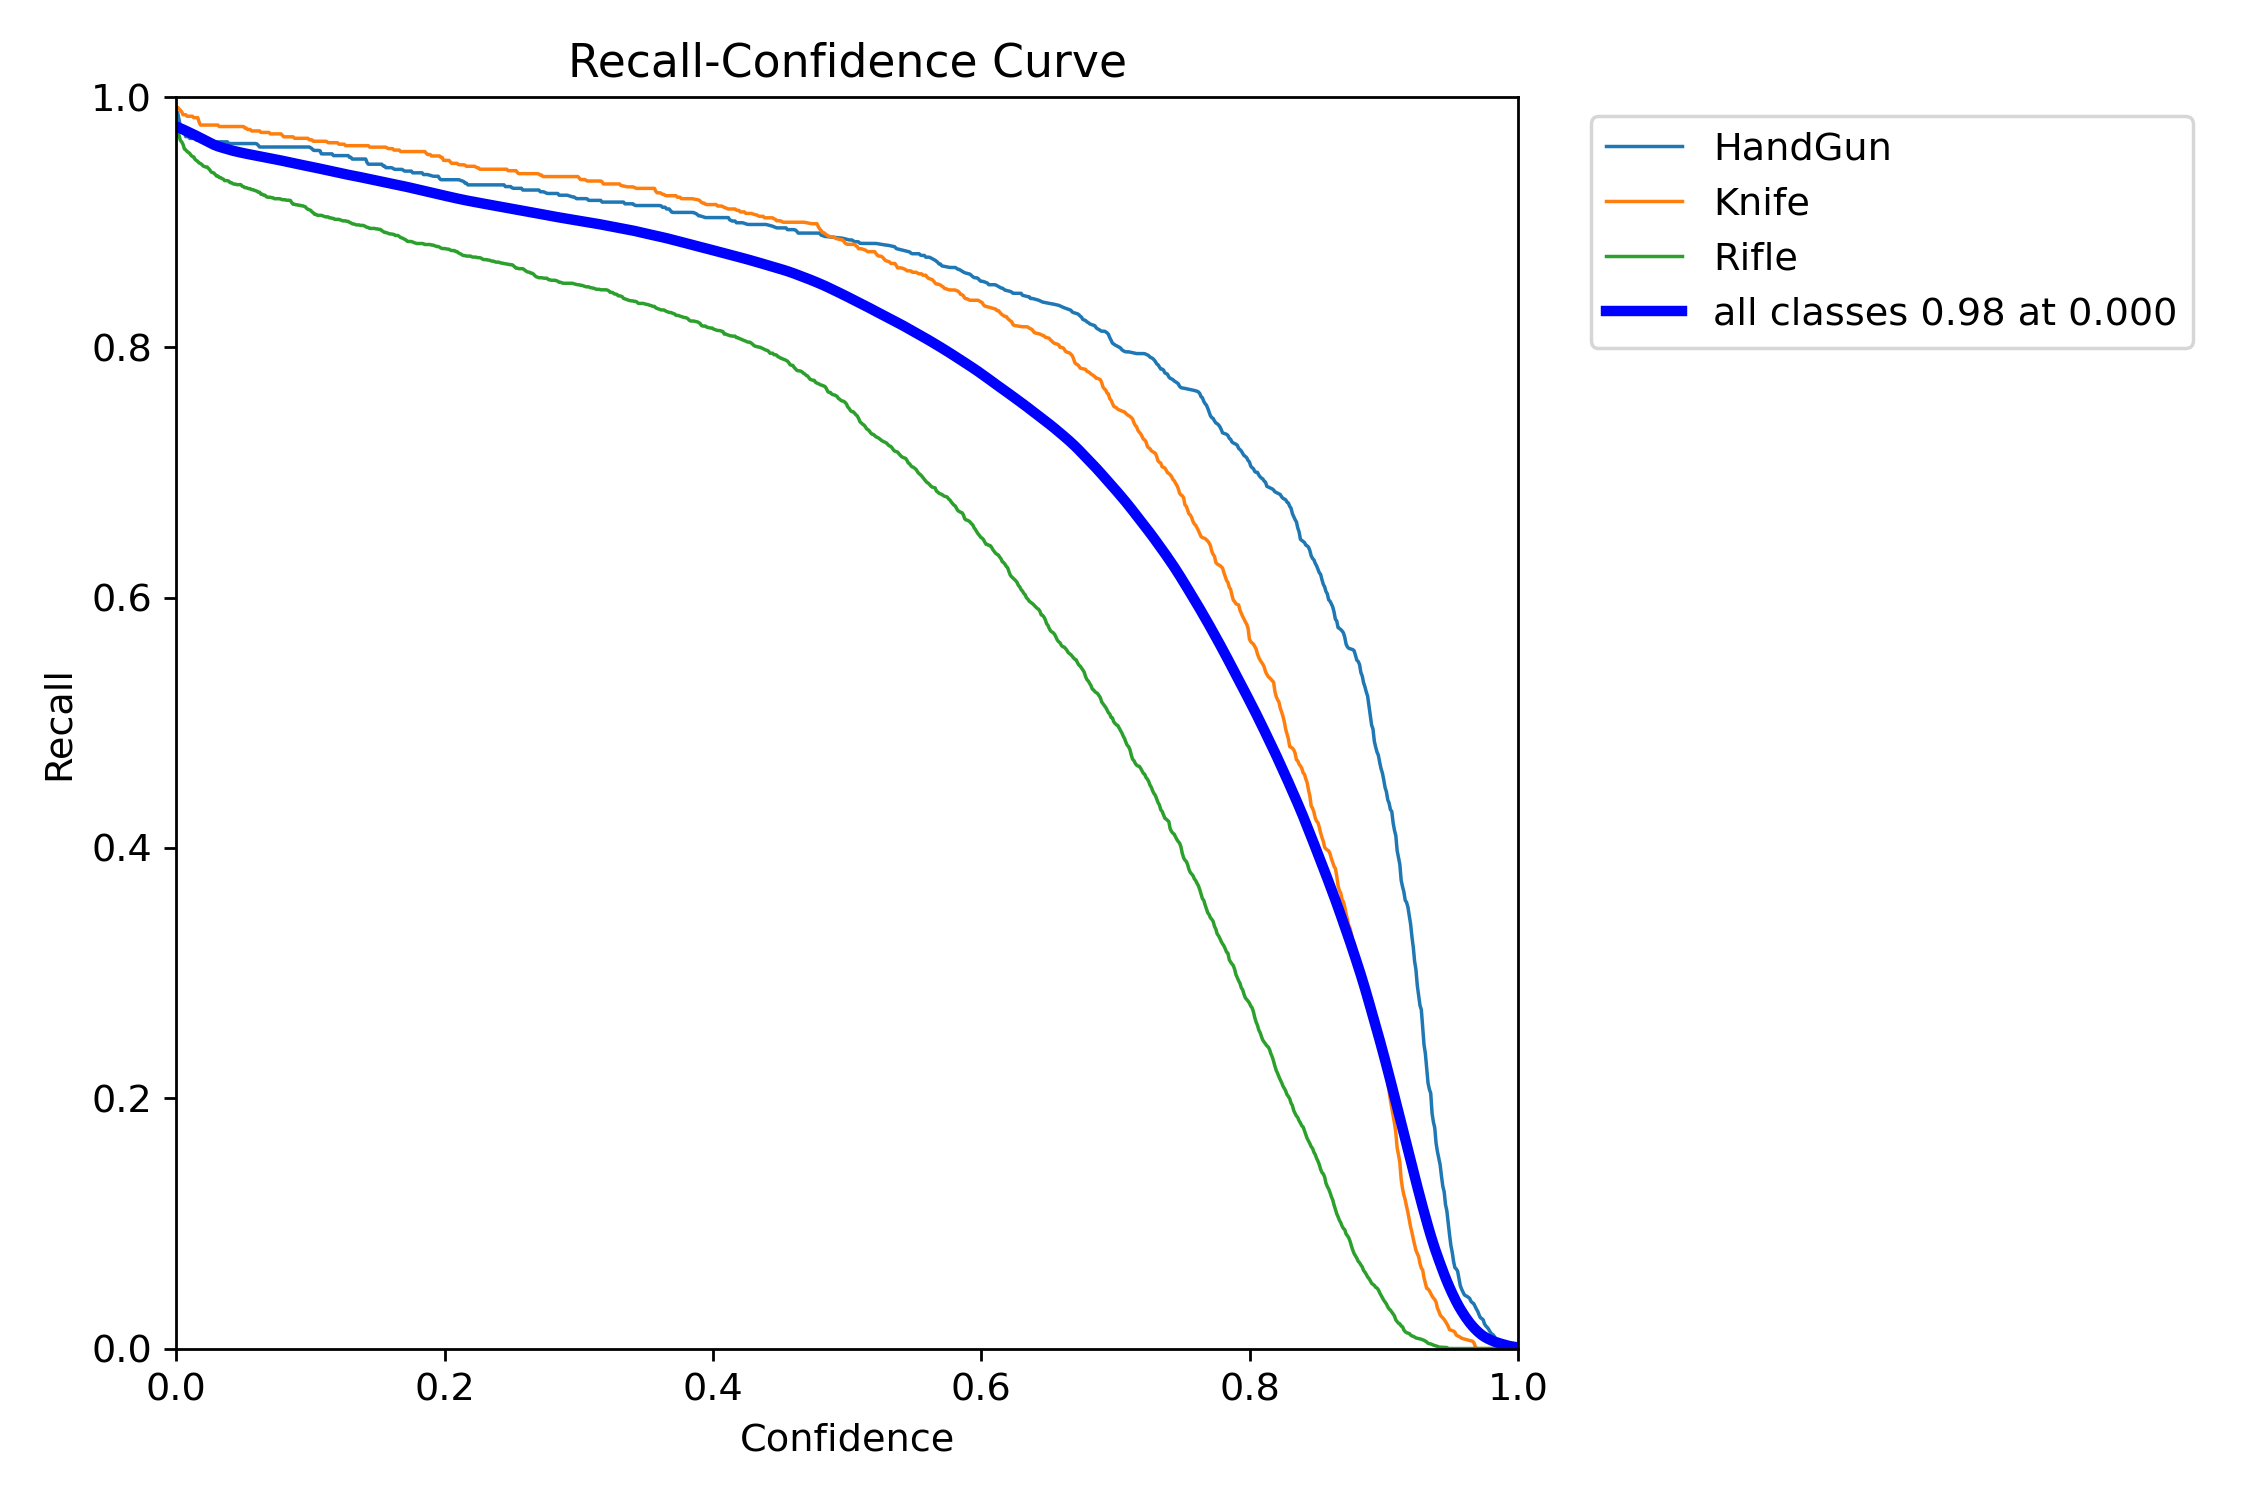 Recall-Confidence Curve
1.0
0.8
0.6
0.4
0.2
0.0
Recall
0.0 0.2 0.4 0.6 0.8 1.0
Confidence
HandGun
Knife
Rifle
all classes 0.98 at 0.000